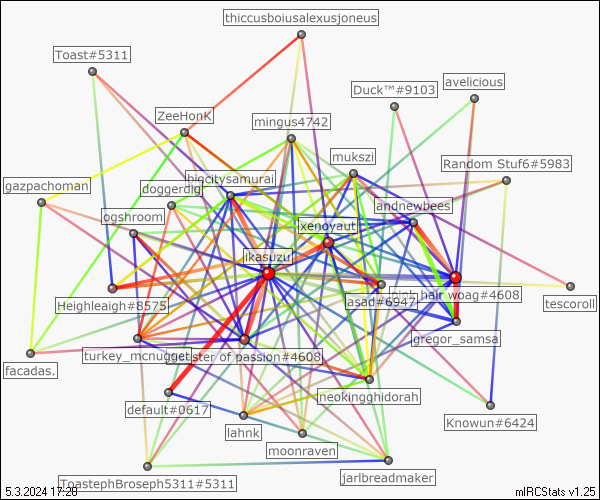 thiccusboiusalexusjoneus
Toast#5311
avelicious
Duck™#9103
ZeeHonK
mingus4742
mukszi
Random Stuf6#5983
bigcitysamurai
gazpachoman
doggerdig
andnewbees
ogshroom
xenoyaut
ikasuzu
hair woag#4608
asad#6947
tescoroll
Heighleaigh#8575
gregor_samsa
turkey_mcnugget
ster of passion#4608
facadas.
neokingghidorah
default#0617
Knowun#6424
lahnk
moonraven
jarlbreadmaker
ToastephBroseph5311#5311
5.3.2024 17:28
mIRCStats v1.25